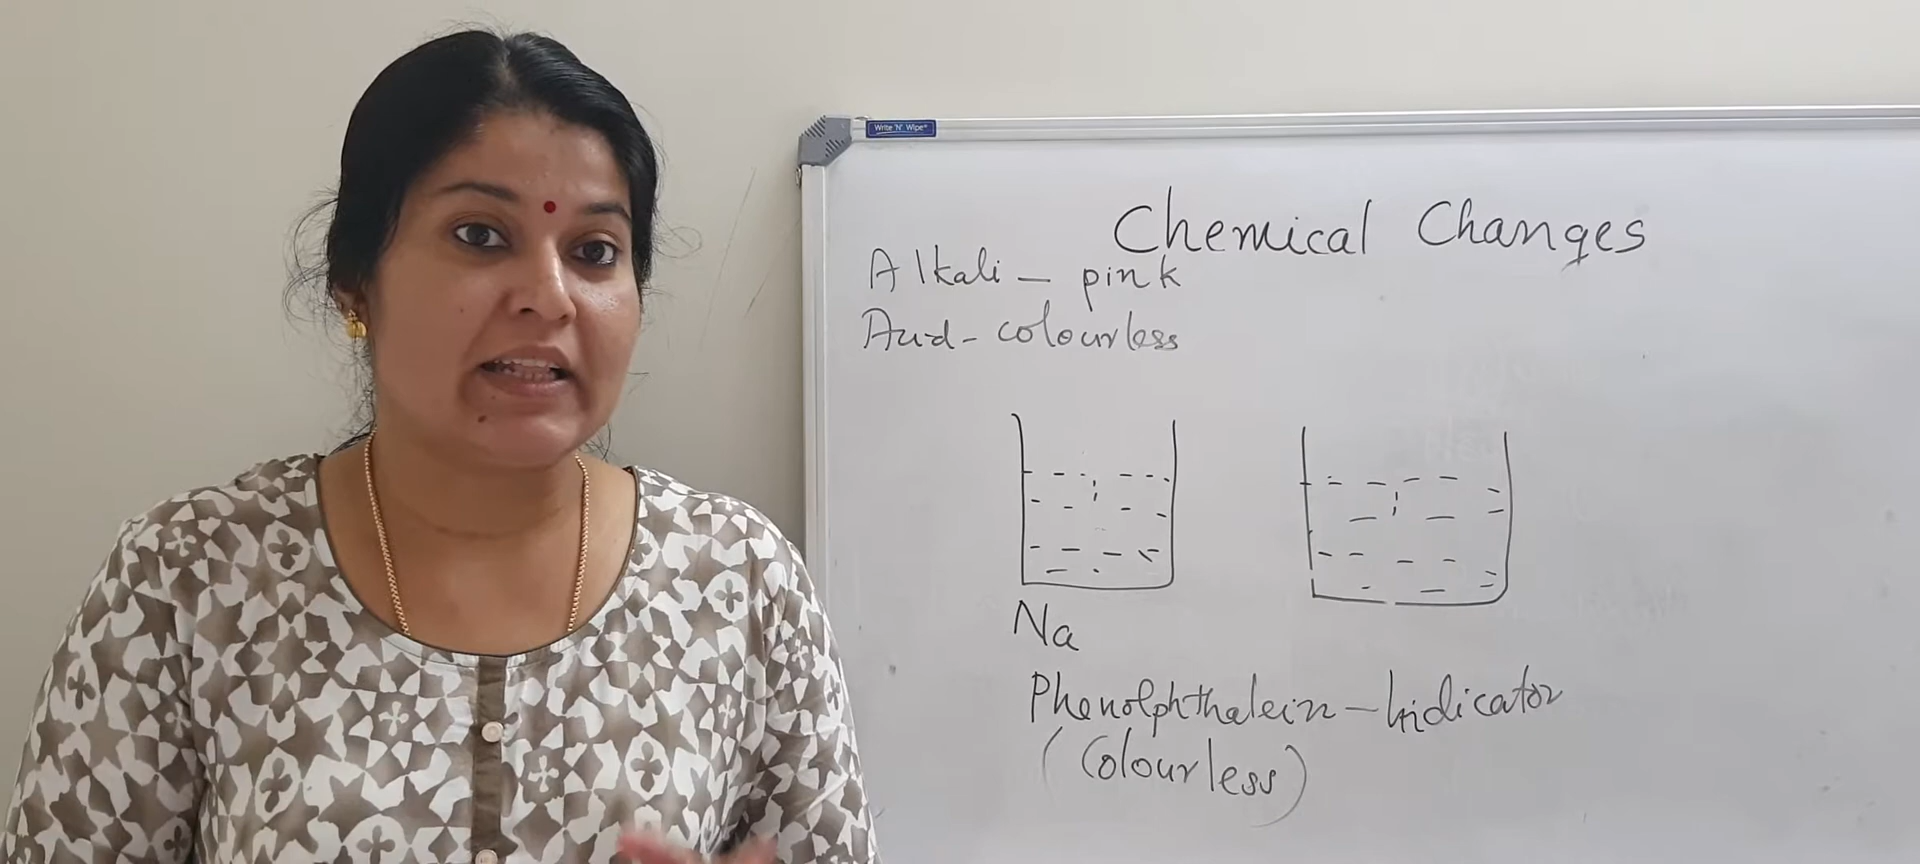 Write 'N' Wipe®
Chemical Changes
Alkali – pink
Acid – colourless
Na
Phenolphthalein – Indicator
(Colourless)